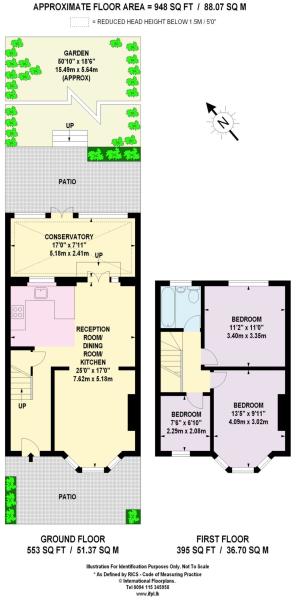 APPROXIMATE FLOOR AREA = 948 SQ FT / 88.07 SQ M
= REDUCED HEAD HEIGHT BELOW 1.5M / 5'0"
GARDEN
50'10" x 18'6"
15.49m x 5.64m
(APPROX)
UP
N
PATIO
CONSERVATORY
17'0" x 7'11"
5.18m x 2.41m
UP
RECEPTION
ROOM/
DINING
ROOM/
KITCHEN
25'0" x 17'0"
7.62m x 5.18m
UP
PATIO
BEDROOM
11'2" x 11'0"
3.40m x 3.35m
BEDROOM
7'6" x 6'10"
2.29m x 2.08m
BEDROOM
13'5" x 9'11"
4.09m x 3.02m
GROUND FLOOR
553 SQ FT / 51.37 SQ M
FIRST FLOOR
395 SQ FT / 36.70 SQ M
Illustration For Identification Purposes Only. Not To Scale
* As Defined by RICS - Code of Measuring Practice
© International Floorplans.
Tel 0094 115 345950